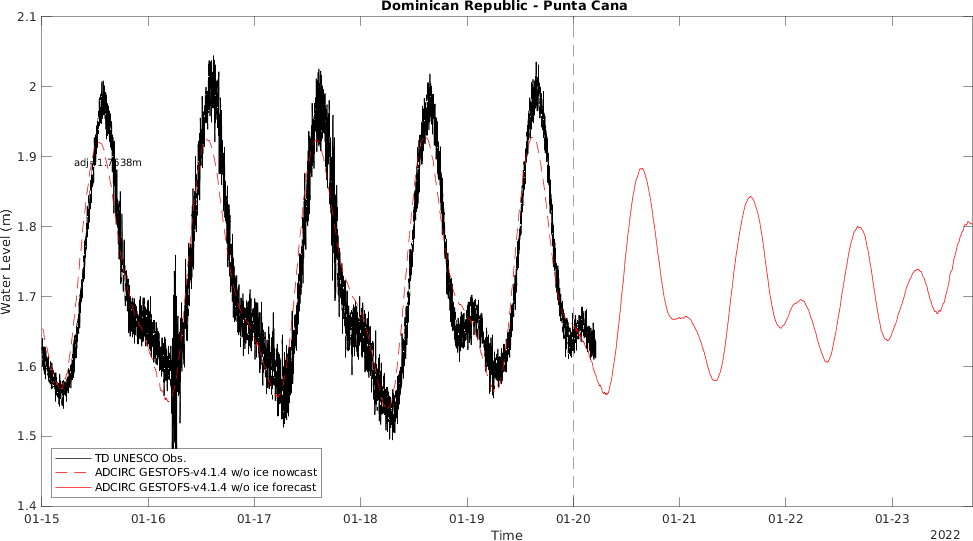 Dominican Republic - Punta Cana
2.1
2
1.9
1.8
1.7
1.6
1.5
1.4
Water Level (m)
adj=1.7638m
TD UNESCO Obs.
ADCIRC GESTOFS-v4.1.4 w/o ice nowcast
ADCIRC GESTOFS-v4.1.4 w/o ice forecast
01-15 01-16 01-17 01-18 01-19 01-20 01-21 01-22 01-23
Time
2022